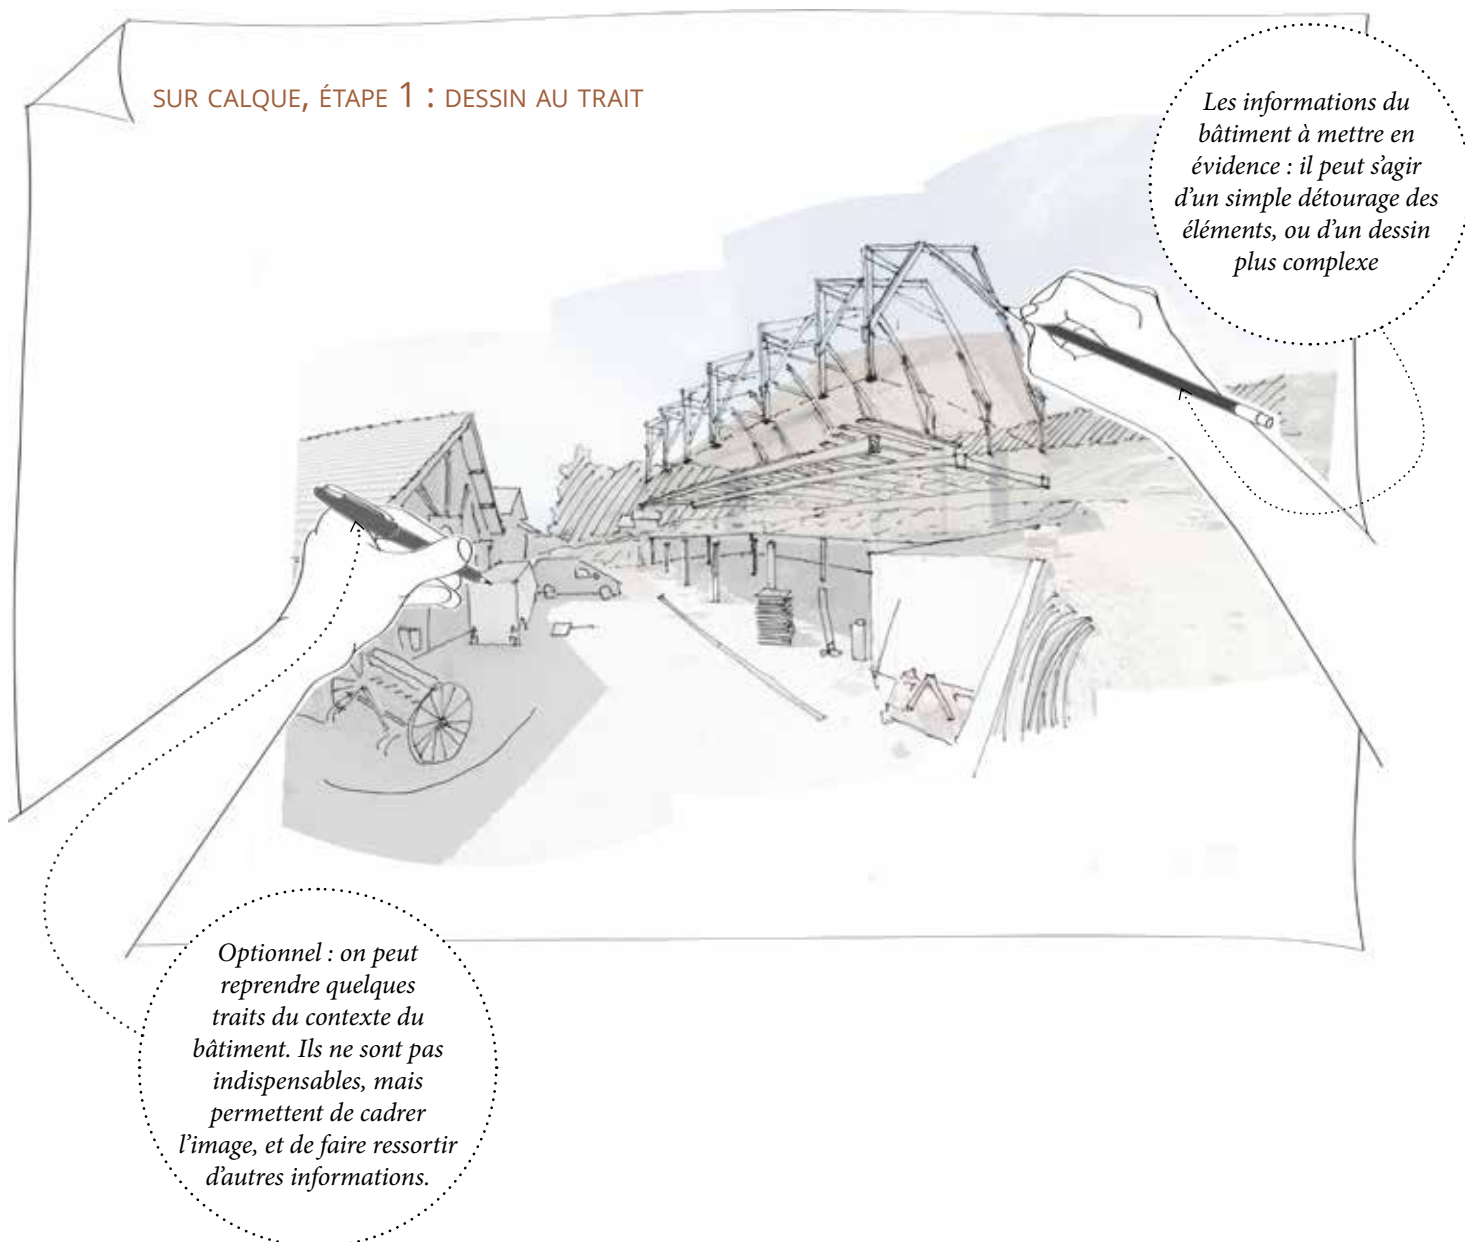 SUR CALQUE, ÉTAPE 1 : DESSIN AU TRAIT
Les informations du
bâtiment à mettre en
évidence : il peut s'agir
d'un simple détourage des
éléments, ou d'un dessin
plus complexe
Optionnel : on peut
reprendre quelques
traits du contexte du
bâtiment. Ils ne sont pas
indispensables, mais
permettent de cadrer
l'image, et de faire ressortir
d'autres informations.